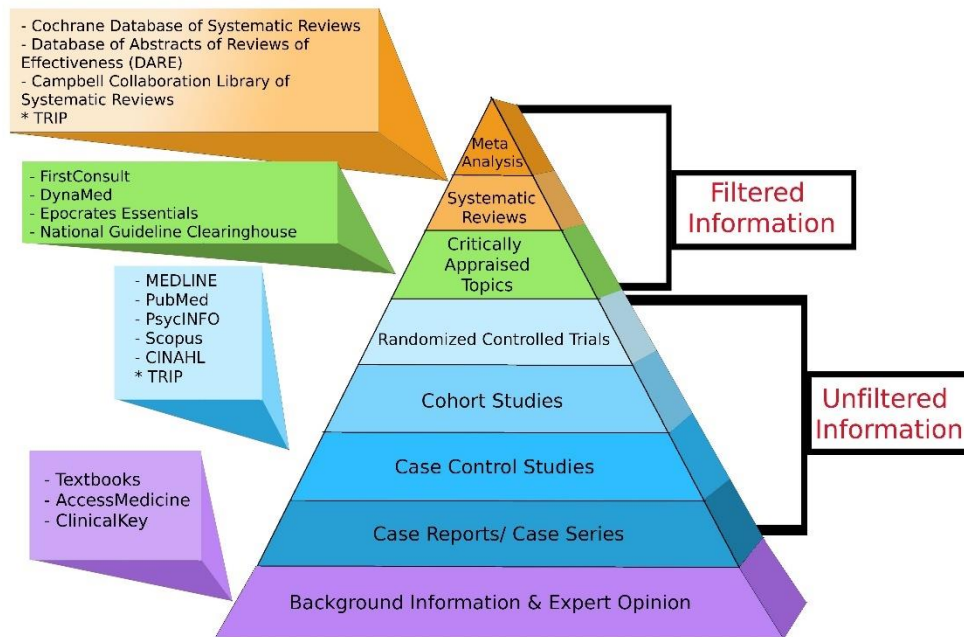 - Cochrane Database of Systematic Reviews
- Database of Abstracts of Reviews of
Effectiveness (DARE)
- Campbell Collaboration Library of
Systematic Reviews
* TRIP
- FirstConsult
- DynaMed
- Epocrates Essentials
- National Guideline Clearinghouse
- MEDLINE
- PubMed
- PsycINFO
- Scopus
- CINAHL
* TRIP
- Textbooks
- AccessMedicine
- ClinicalKey
Meta
Analysis
Systematic
Reviews
Critically
Appraised
Topics
Randomized Controlled Trials
Cohort Studies
Case Control Studies
Case Reports/ Case Series
Background Information & Expert Opinion
Filtered
Information
Unfiltered
Information